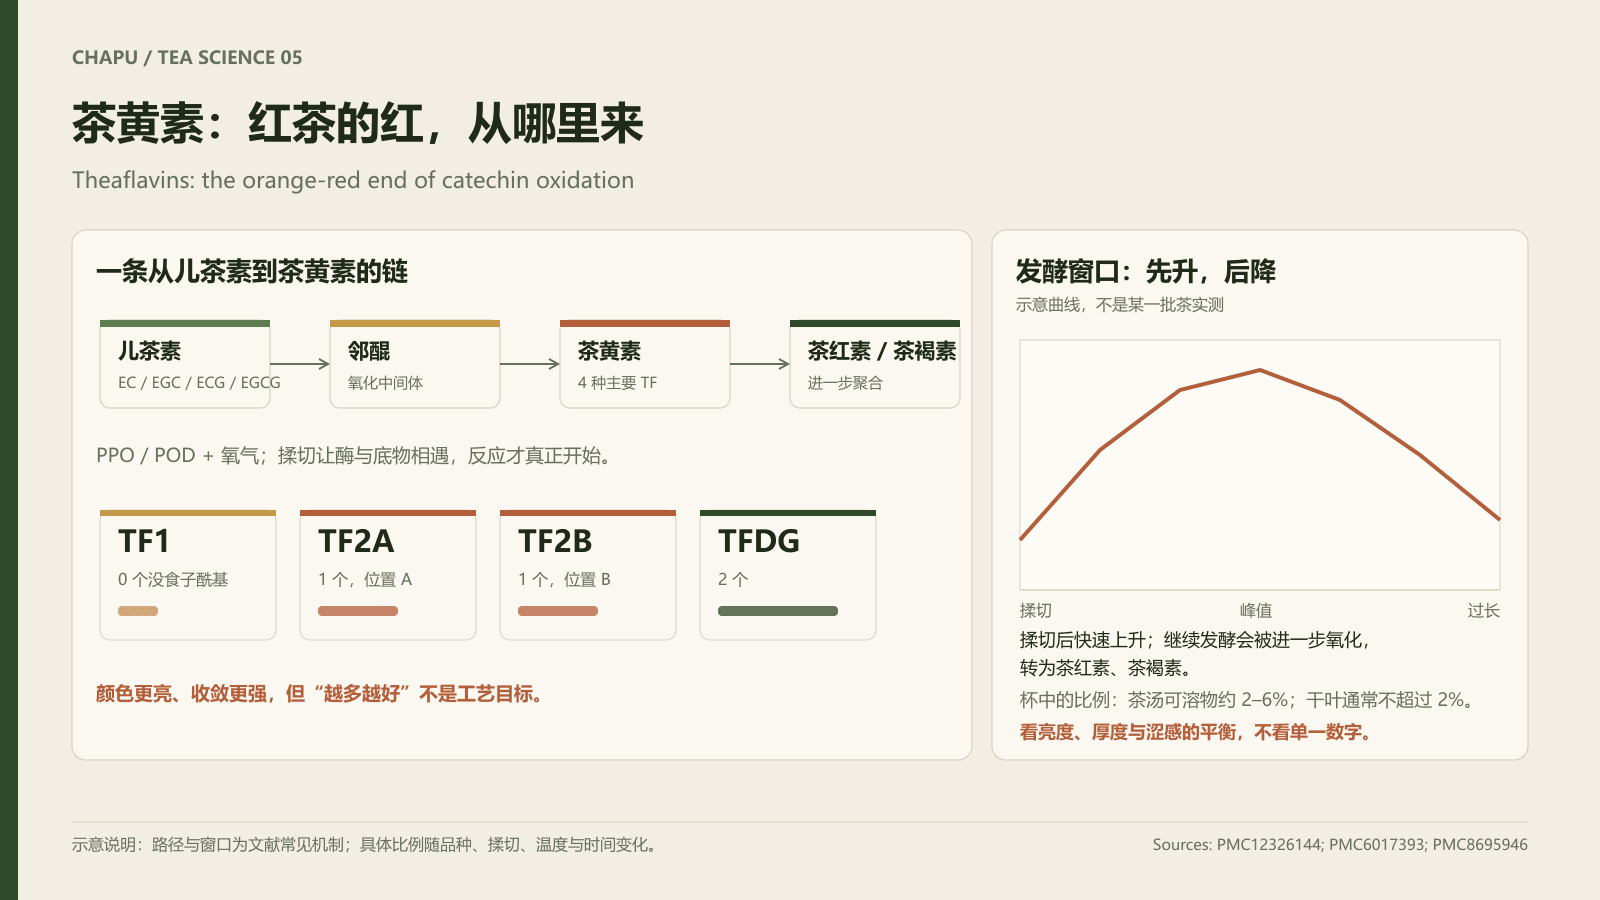 CHAPU / TEA SCIENCE 05
茶黄素：红茶的红，从哪里来
Theaflavins: the orange-red end of catechin oxidation
一条从儿茶素到茶黄素的链
儿茶素
EC / EGC / ECG / EGCG
邻醌
氧化中间体
茶黄素
4 种主要 TF
茶红素 / 茶褐素
进一步聚合
PPO / POD + 氧气；揉切让酶与底物相遇，反应才真正开始。
TF1
0 个没食子酰基
TF2A
1 个，位置 A
TF2B
1 个，位置 B
TFDG
2 个
颜色更亮、收敛更强，但“越多越好”不是工艺目标。
发酵窗口：先升，后降
示意曲线，不是某一批茶实测
揉切 峰值 过长
揉切后快速上升；继续发酵会被进一步氧化，
转为茶红素、茶褐素。
杯中的比例：茶汤可溶物约 2–6%；干叶通常不超过 2%。
看亮度、厚度与涩感的平衡，不看单一数字。
示意说明：路径与窗口为文献常见机制；具体比例随品种、揉切、温度与时间变化。
Sources: PMC12326144; PMC6017393; PMC8695946